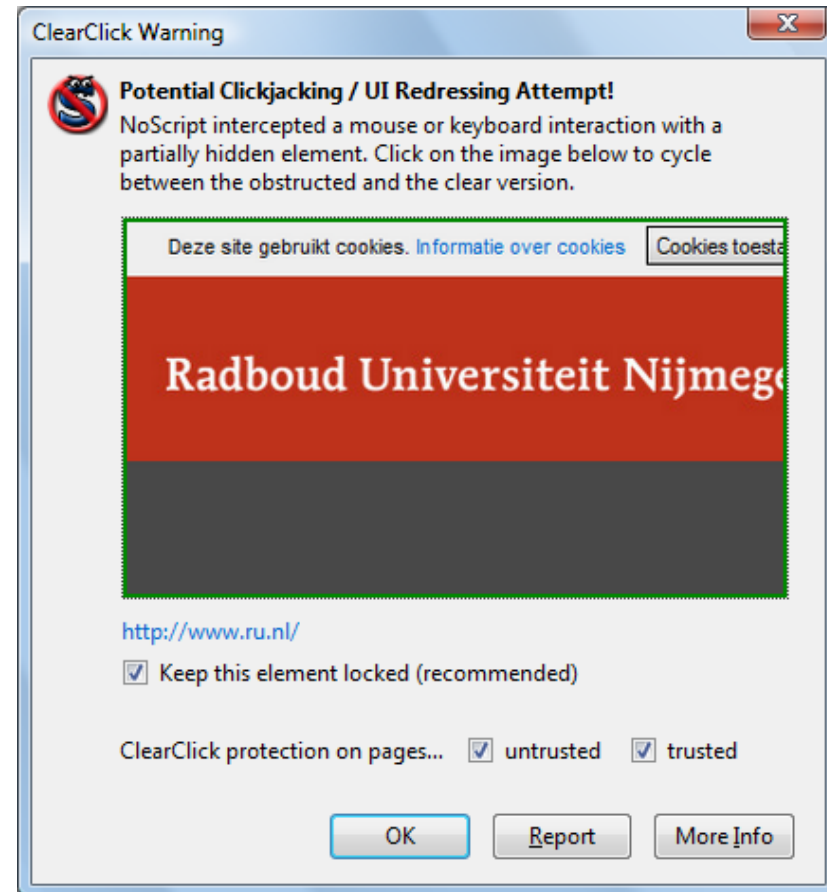 ClearClick Warning
Potential Clickjacking / UI Redressing Attempt!
NoScript intercepted a mouse or keyboard interaction with a
partially hidden element. Click on the image below to cycle
between the obstructed and the clear version.
Deze site gebruikt cookies. Informatie over cookies Cookies toesta
Radboud Universiteit Nijmege
http://www.ru.nl/
Keep this element locked (recommended)
ClearClick protection on pages... untrusted trusted
OK Report More Info